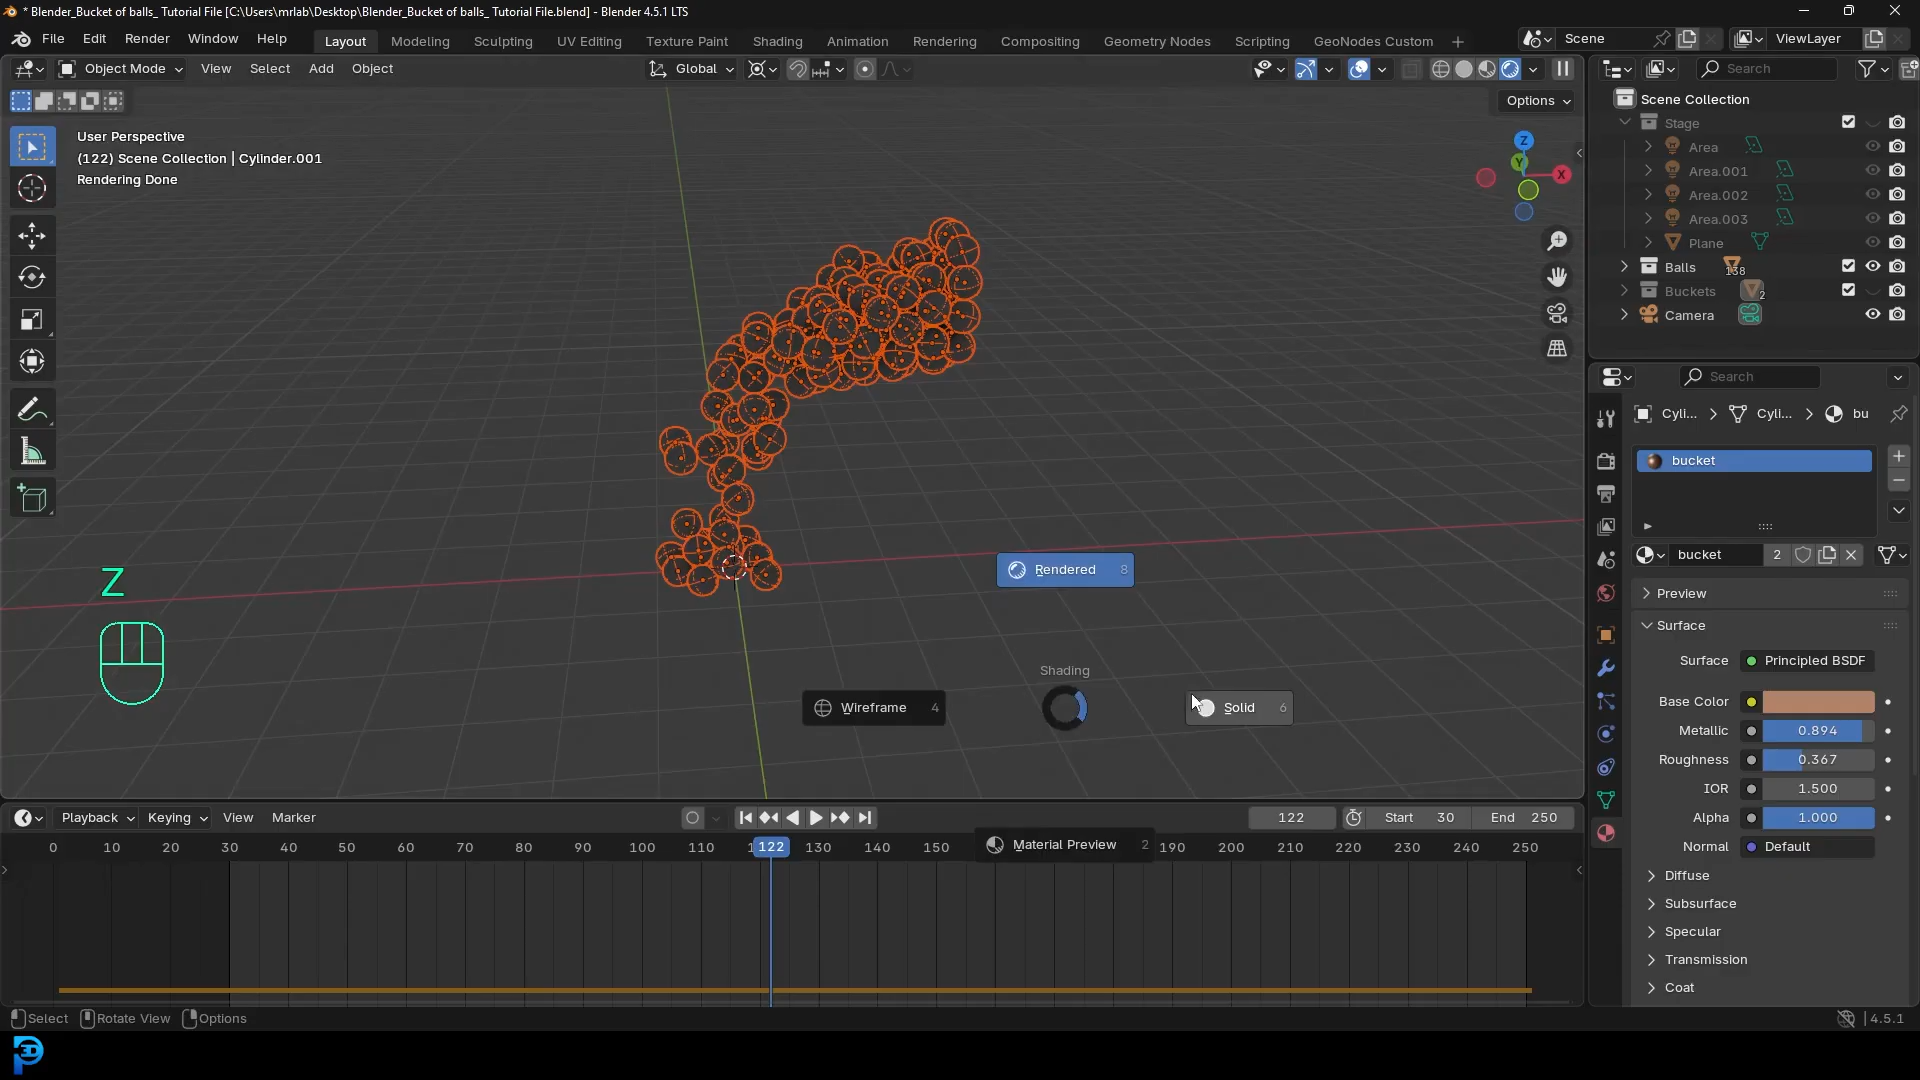 * Blender_Bucket of balls_ Tutorial File [C:\Users\mrlab\Desktop\Blender_Bucket of balls_ Tutorial File.blend] - Blender 4.5.1 LTS
File Edit Render Window Help Layout Modeling Sculpting UV Editing Texture Paint Shading Animation Rendering Compositing Geometry Nodes Scripting GeoNodes Custom + Scene ViewLayer
Object Mode View Select Add Object Global Search
Options
User Perspective
(122) Scene Collection | Cylinder.001
Rendering Done
Z
Y
X
Scene Collection
Stage
Area
Area.001
Area.002
Area.003
Plane
Balls 138
Buckets 2
Camera
Search
Cyli... > Cyli... > bu
bucket
bucket 2
Preview
Surface
Surface Principled BSDF
Base Color
Metallic 0.894
Roughness 0.367
IOR 1.500
Alpha 1.000
Normal Default
Diffuse
Subsurface
Specular
Transmission
Coat
Z
Rendered 8
Shading
Wireframe 4
Solid 6
Material Preview 2
Playback Keying View Marker 122 Start 30 End 250
0 10 20 30 40 50 60 70 80 90 100 110 1 122 130 140 150 190 200 210 220 230 240 250
Select Rotate View Options 4.5.1